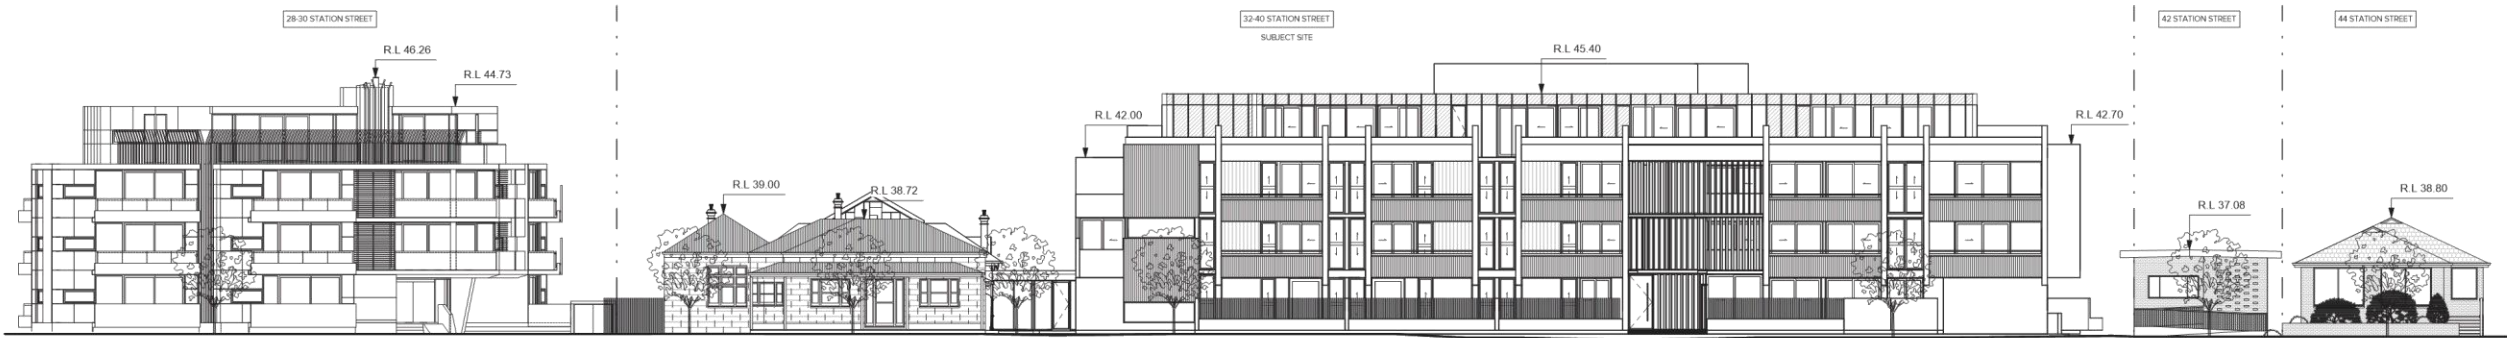 28-30 STATION STREET
32-40 STATION STREET
SUBJECT SITE
42 STATION STREET
44 STATION STREET
R.L 46.26
R.L 44.73
R.L 39.00
R.L 38.72
R.L 42.00
R.L 45.40
R.L 42.70
R.L 37.08
R.L 38.80